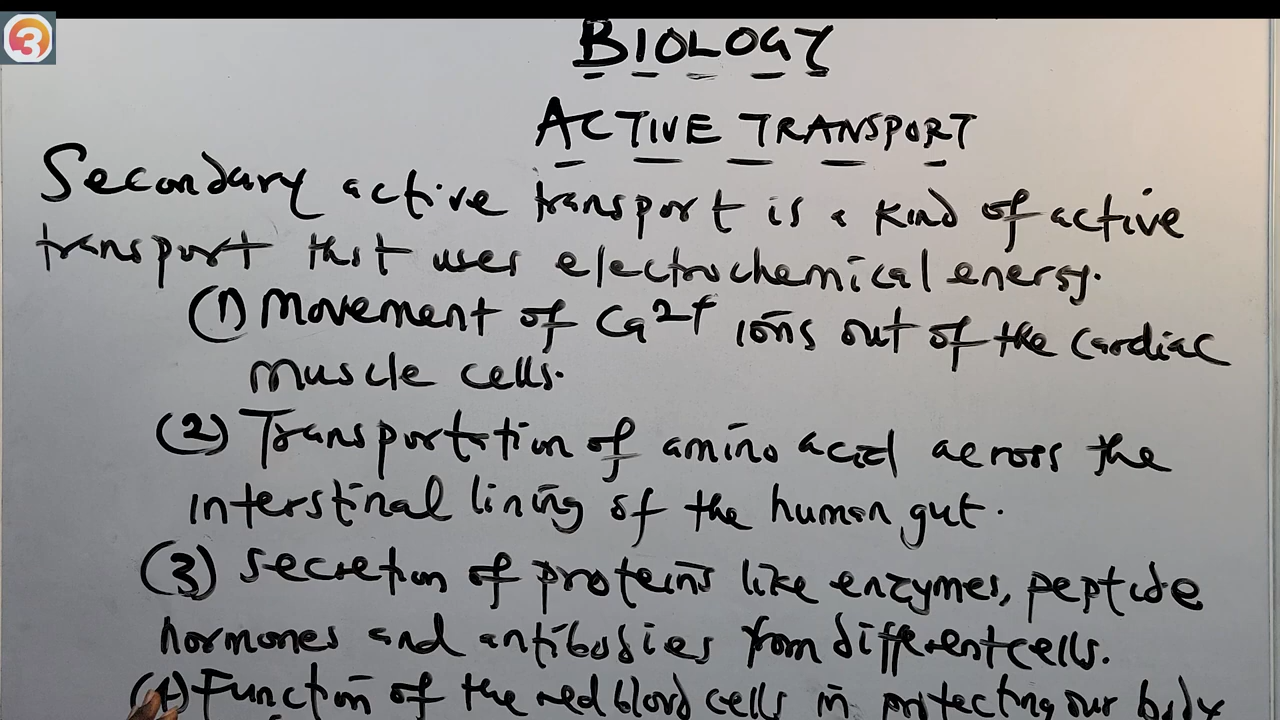 3
BIOLOGY
ACTIVE TRANSPORT
Secondary active transport is a kind of active
transport that uses electrochemical energy.
(1) Movement of Ca2+ ions out of the cardiac
muscle cells.
(2) Transportation of amino acid across the
interstinal lining of the human gut.
(3) Secretion of proteins like enzymes, peptide
hormones and antibodies from different cells.
(4) Function of the red blood cells in protecting our body